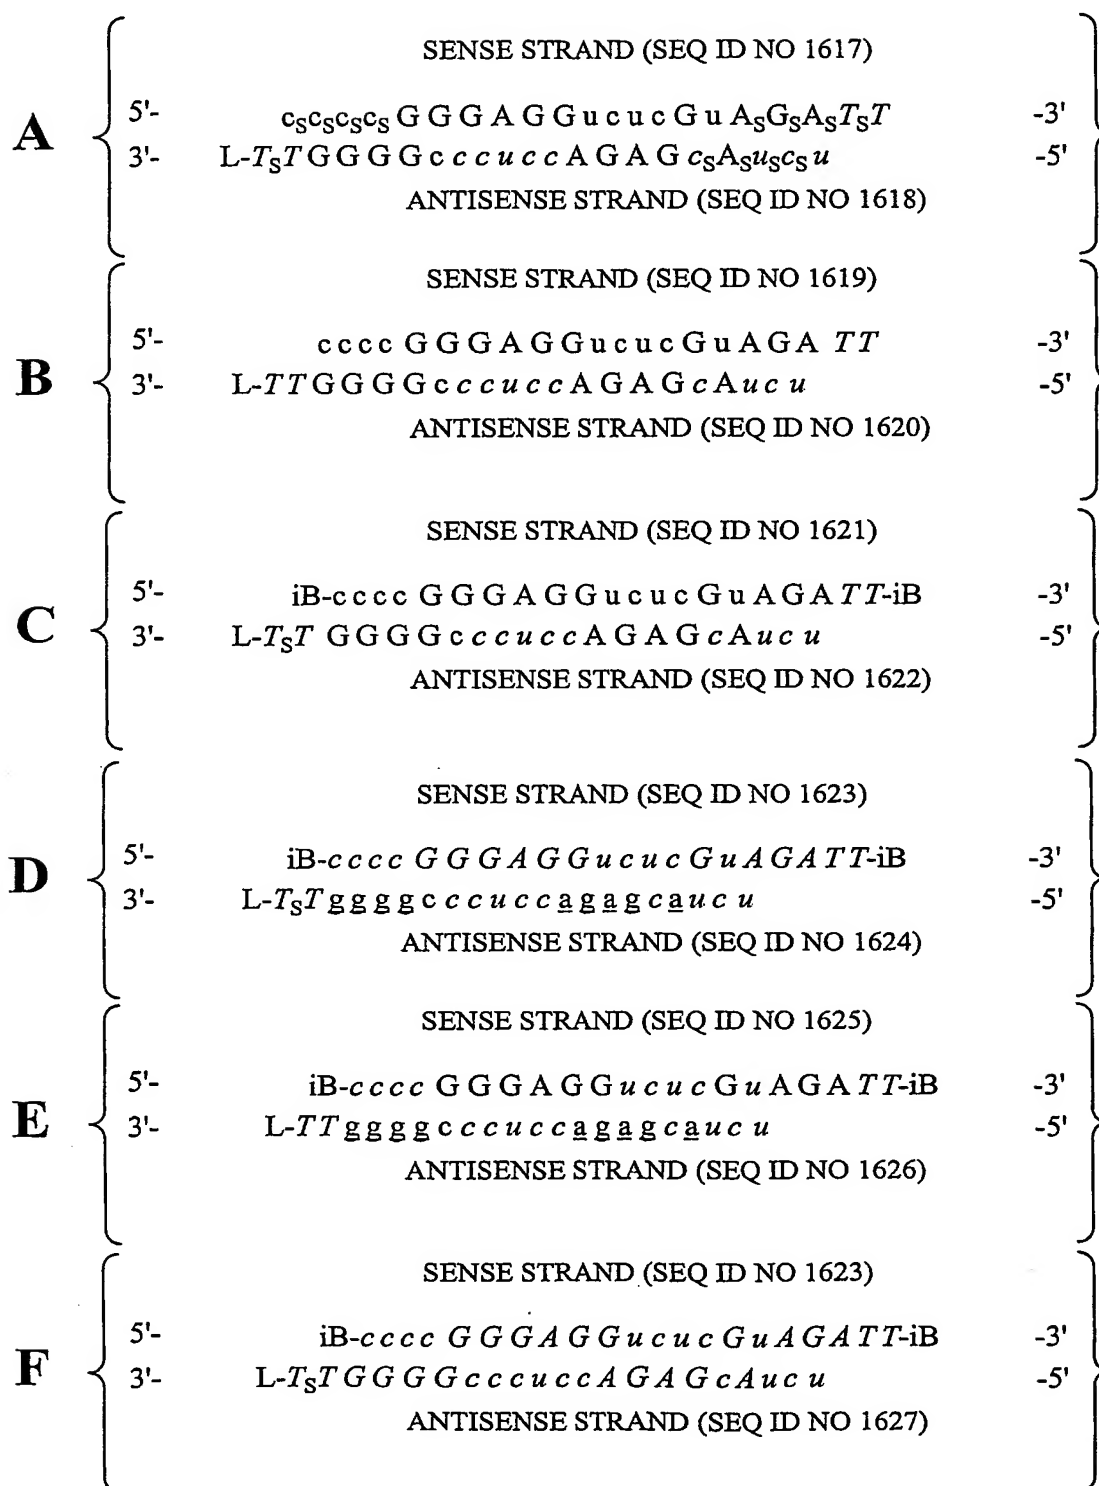 SENSE STRAND (SEQ ID NO 1617)
A
5'- cScScScS G G G A G G u c u c G u ASGSASTST -3'
3'- L-TST G G G G c c c u c c A G A G cSASuScS u -5'
ANTISENSE STRAND (SEQ ID NO 1618)
SENSE STRAND (SEQ ID NO 1619)
B
5'- c c c c G G G A G G u c u c G u A G A T T -3'
3'- L-T T G G G G c c c u c c A G A G c A u c u -5'
ANTISENSE STRAND (SEQ ID NO 1620)
SENSE STRAND (SEQ ID NO 1621)
C
5'- iB-c c c c G G G A G G u c u c G u A G A T T-iB -3'
3'- L-TST G G G G c c c u c c A G A G c A u c u -5'
ANTISENSE STRAND (SEQ ID NO 1622)
SENSE STRAND (SEQ ID NO 1623)
D
5'- iB-c c c c G G G A G G u c u c G u A G A T T-iB -3'
3'- L-TST g g g g c c c u c c a g a g c a u c u -5'
ANTISENSE STRAND (SEQ ID NO 1624)
SENSE STRAND (SEQ ID NO 1625)
E
5'- iB-c c c c G G G A G G u c u c G u A G A T T-iB -3'
3'- L-T T g g g g c c c u c c a g a g c a u c u -5'
ANTISENSE STRAND (SEQ ID NO 1626)
SENSE STRAND (SEQ ID NO 1623)
F
5'- iB-c c c c G G G A G G u c u c G u A G A T T-iB -3'
3'- L-TST G G G G c c c u c c A G A G c A u c u -5'
ANTISENSE STRAND (SEQ ID NO 1627)